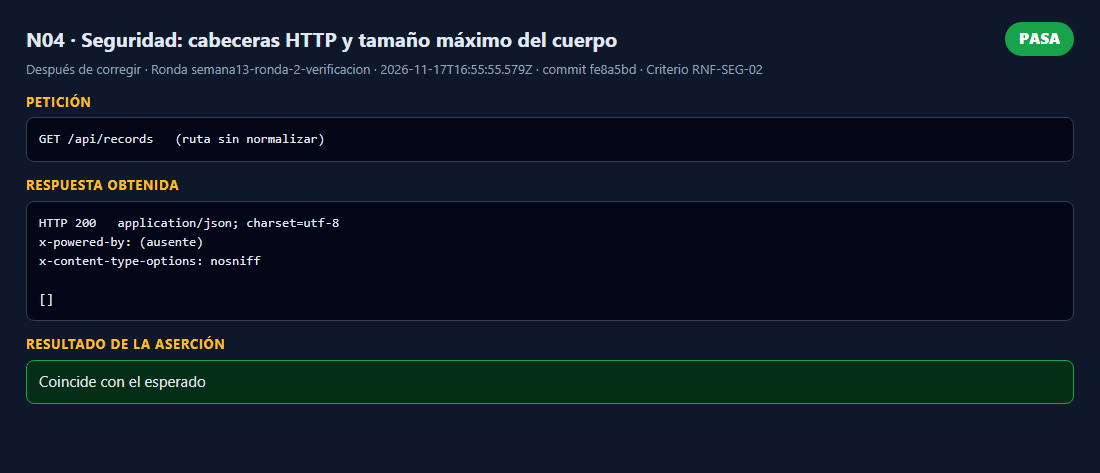 N04 · Seguridad: cabeceras HTTP y tamaño máximo del cuerpo
PASA
Después de corregir · Ronda semana13-ronda-2-verificacion · 2026-11-17T16:55:55.579Z · commit fe8a5bd · Criterio RNF-SEG-02
PETICIÓN
GET /api/records (ruta sin normalizar)
RESPUESTA OBTENIDA
HTTP 200 application/json; charset=utf-8
x-powered-by: (ausente)
x-content-type-options: nosniff
[]
RESULTADO DE LA ASERCIÓN
Coincide con el esperado